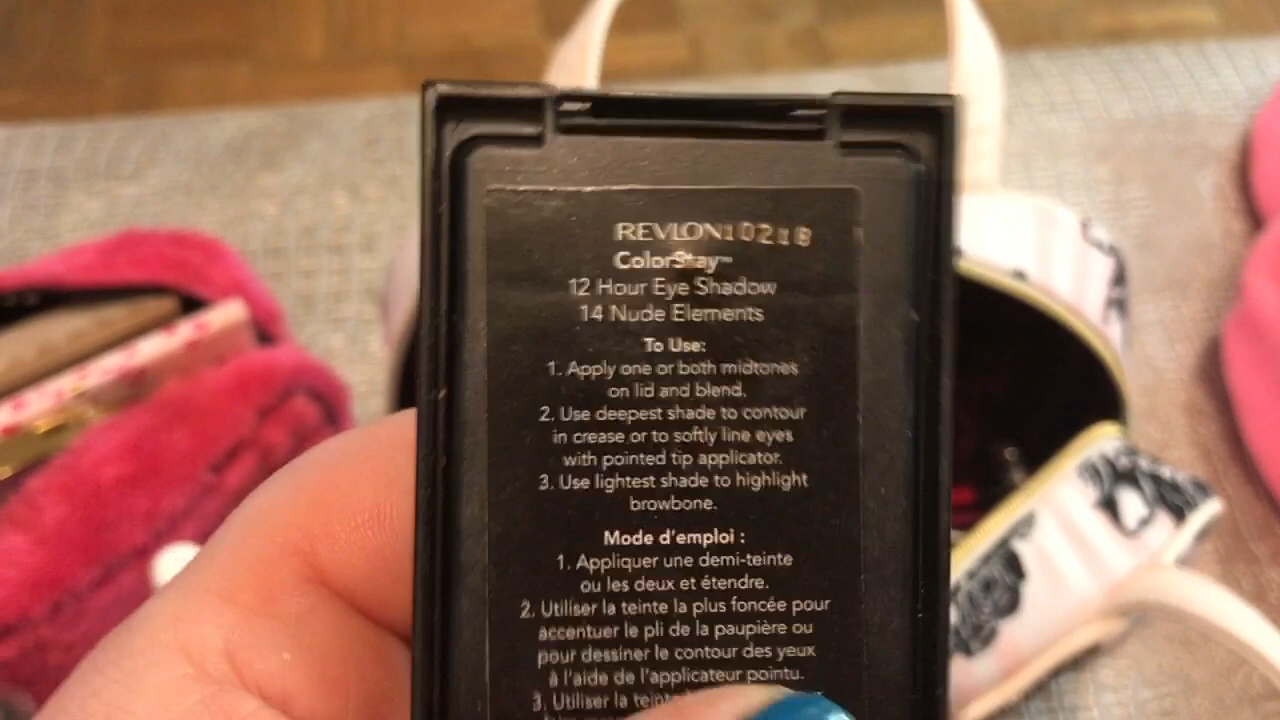 REVLON 10218
ColorStay™
12 Hour Eye Shadow
14 Nude Elements
To Use:
1. Apply one or both midtones
on lid and blend.
2. Use deepest shade to contour
in crease or to softly line eyes
with pointed tip applicator.
3. Use lightest shade to highlight
browbone.
Mode d'emploi :
1. Appliquer une demi-teinte
ou les deux et étendre.
2. Utiliser la teinte la plus foncée pour
accentuer le pli de la paupière ou
pour dessiner le contour des yeux
à l'aide de l'applicateur pointu.
3. Utiliser la teinte